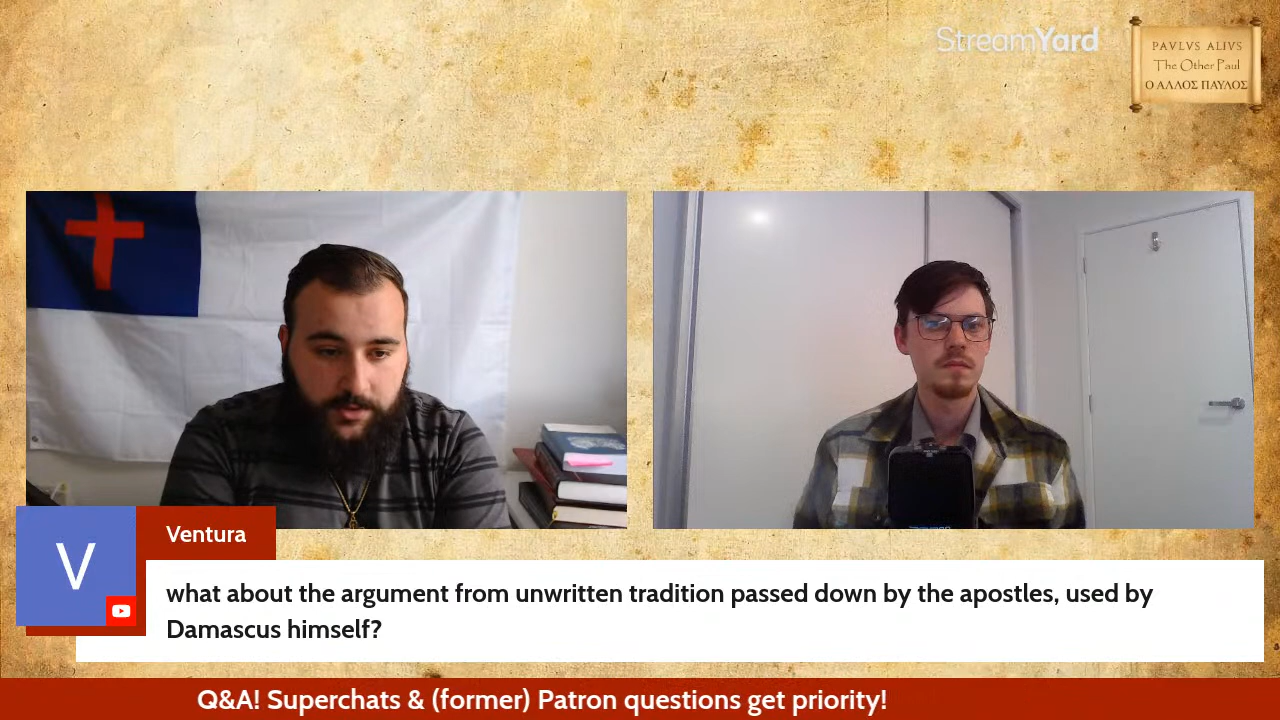 StreamYard
PAVLVS ALIVS
The Other Paul
Ο ΑΛΛΟΣ ΠΑΥΛΟΣ
V
Ventura
what about the argument from unwritten tradition passed down by the apostles, used by
Damascus himself?
Q&A! Superchats & (former) Patron questions get priority!